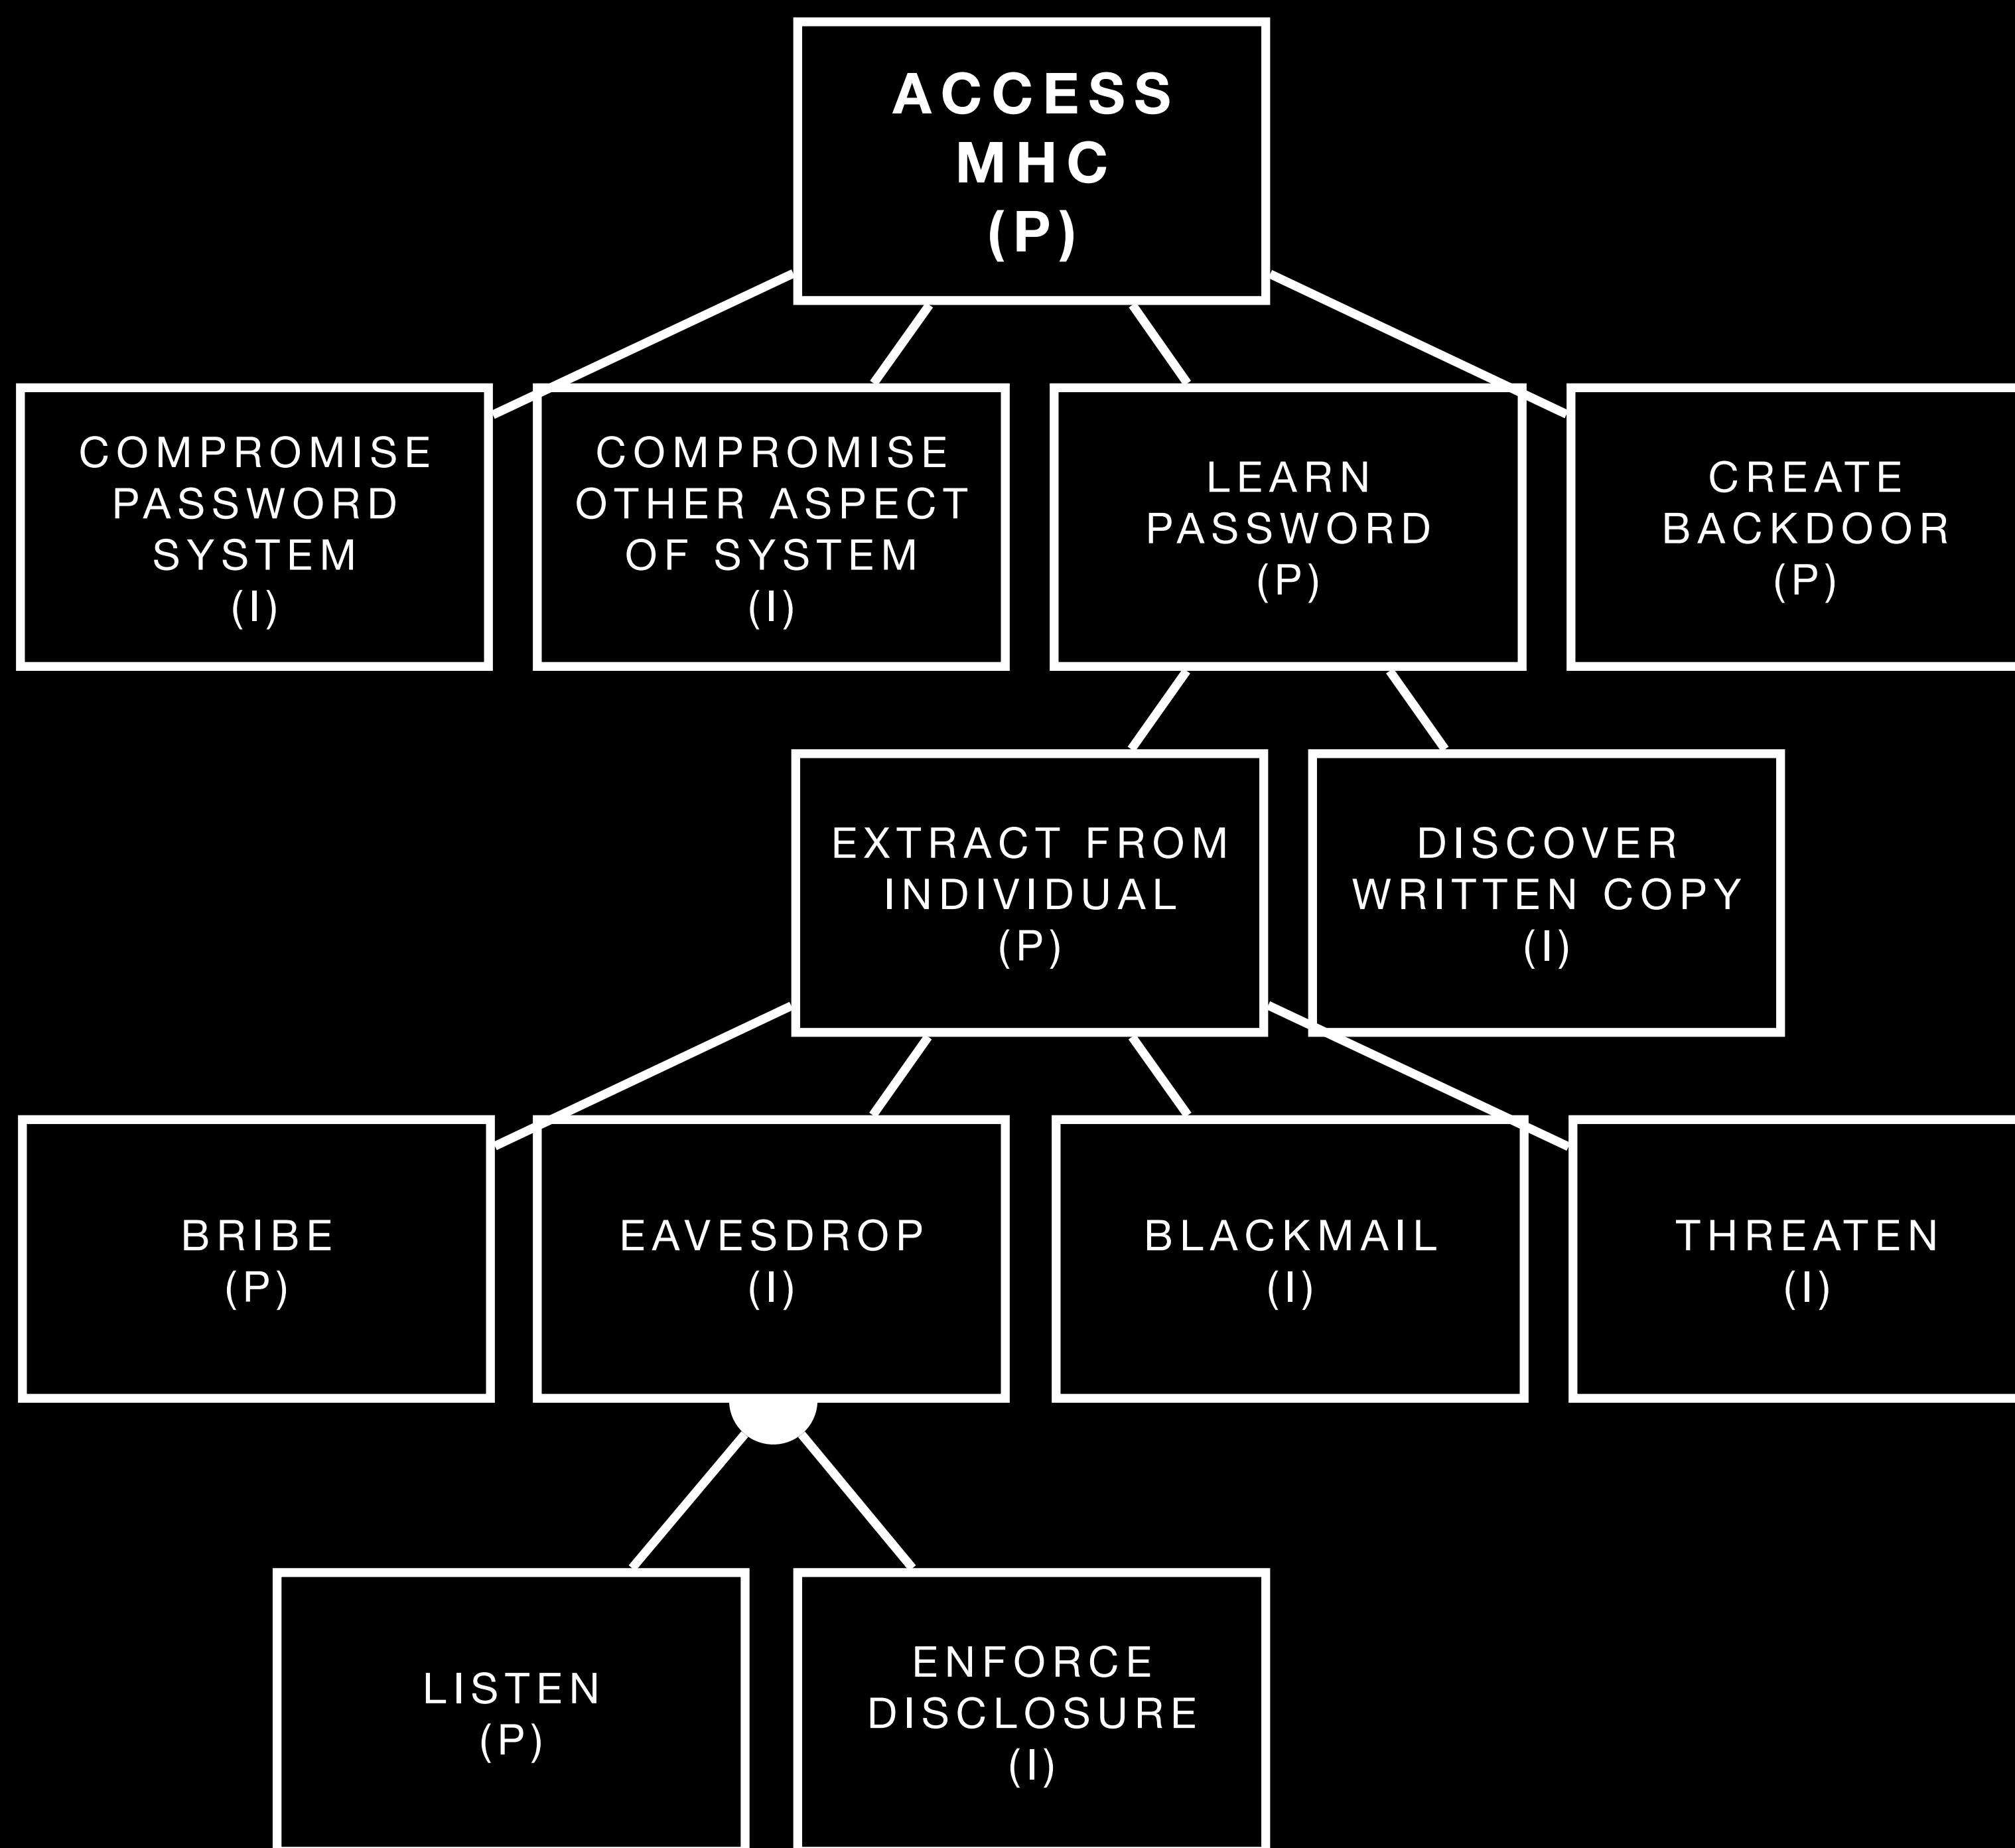 ACCESS
MHC
(P)
COMPROMISE
PASSWORD
SYSTEM
(I)
COMPROMISE
OTHER ASPECT
OF SYSTEM
(I)
LEARN
PASSWORD
(P)
CREATE
BACKDOOR
(P)
EXTRACT FROM
INDIVIDUAL
(P)
DISCOVER
WRITTEN COPY
(I)
BRIBE
(P)
EAVESDROP
(I)
BLACKMAIL
(I)
THREATEN
(I)
LISTEN
(P)
ENFORCE
DISCLOSURE
(I)